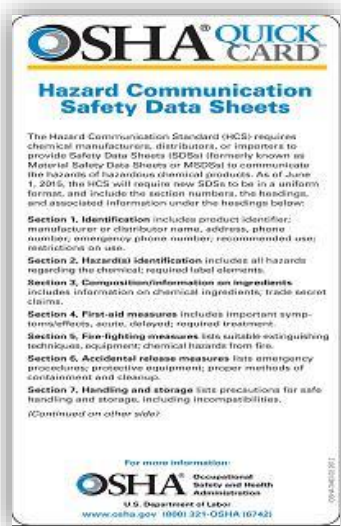 OSHA® QUICK
CARD™
Hazard Communication
Safety Data Sheets
The Hazard Communication Standard (HCS) requires
chemical manufacturers, distributors, or importers to
provide Safety Data Sheets (SDSs) (formerly known as
Material Safety Data Sheets or MSDSs) to communicate
the hazards of hazardous chemical products. As of June
1, 2015, the HCS will require new SDSs to be in a uniform
format, and include the section numbers, the headings,
and associated information under the headings below:
Section 1, Identification includes product identifier;
manufacturer or distributor name, address, phone
number; emergency phone number; recommended use;
restrictions on use.
Section 2, Hazard(s) identification includes all hazards
regarding the chemical; required label elements.
Section 3, Composition/information on ingredients
includes information on chemical ingredients; trade secret
claims.
Section 4, First-aid measures includes important symp-
toms/effects, acute, delayed; required treatment.
Section 5, Fire-fighting measures lists suitable extinguishing
techniques, equipment; chemical hazards from fire.
Section 6, Accidental release measures lists emergency
procedures; protective equipment; proper methods of
containment and cleanup.
Section 7, Handling and storage lists precautions for safe
handling and storage, including incompatibilities.
(Continued on other side)
For more information:
OSHA® Occupational
Safety and Health
Administration
U.S. Department of Labor
www.osha.gov (800) 321-OSHA (6742)